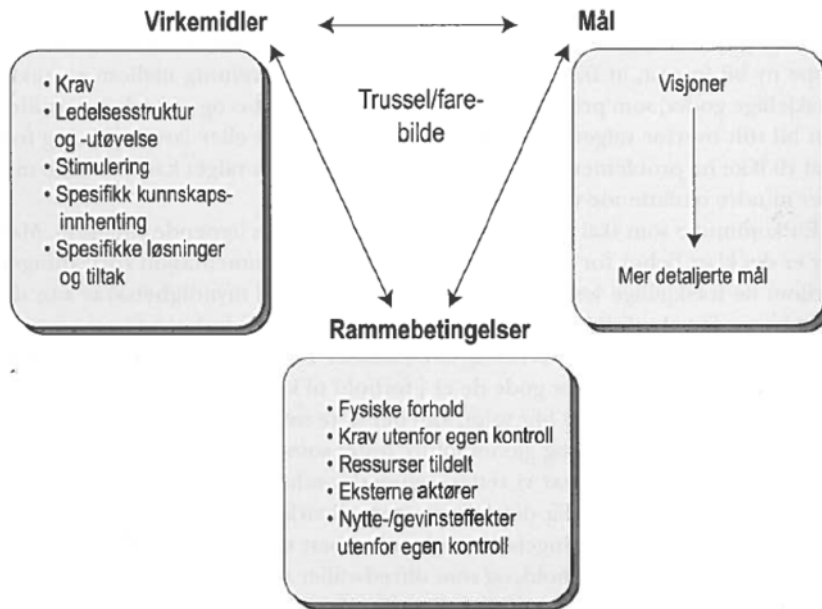 Virkemidler
Mål
• Krav
• Ledelsesstruktur
og -utøvelse
• Stimulering
• Spesifikk kunnskaps-
innhenting
• Spesifikke løsninger
og tiltak
Trussel/fare-
bilde
Visjoner
Mer detaljerte mål
Rammebetingelser
• Fysiske forhold
• Krav utenfor egen kontroll
• Ressurser tildelt
• Eksterne aktører
• Nytte-/gevinsteffekter
utenfor egen kontroll